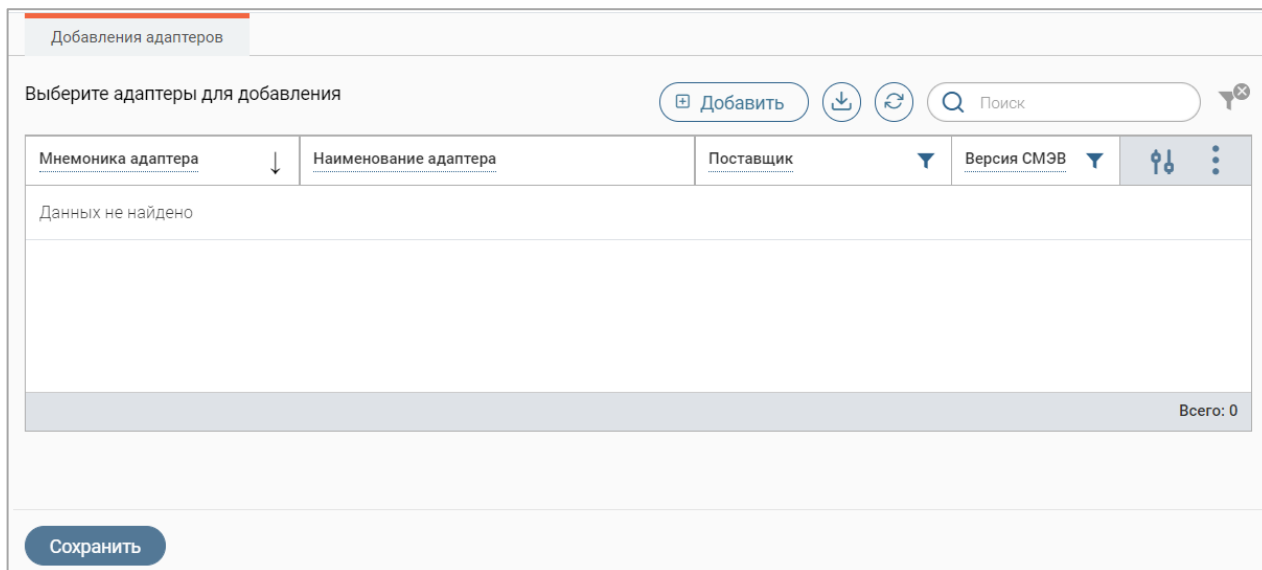 Добавления адаптеров
Выберите адаптеры для добавления
Добавить
Поиск
Мнемоника адаптера Наименование адаптера Поставщик Версия СМЭВ
Данных не найдено
Всего: 0
Сохранить